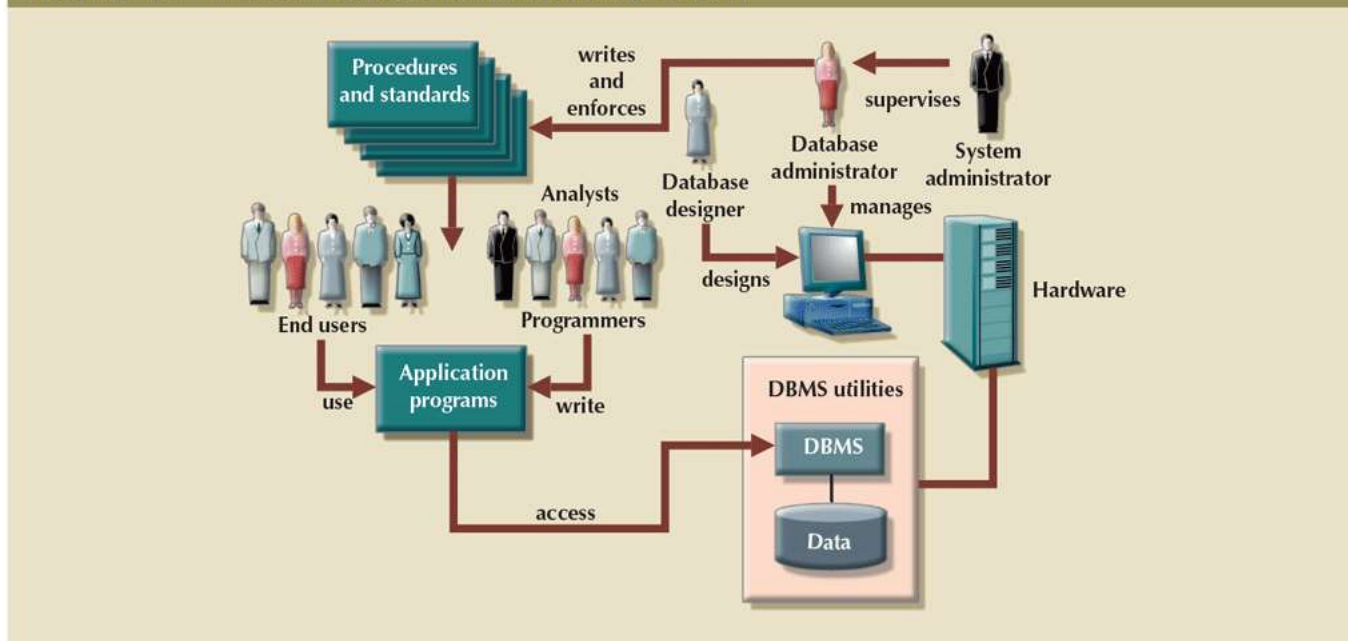 Procedures
and standards
writes
and
enforces
supervises
Database
administrator
System
administrator
Database
designer
manages
Analysts
designs
Hardware
End users
Programmers
Application
programs
use
write
DBMS utilities
DBMS
access
Data